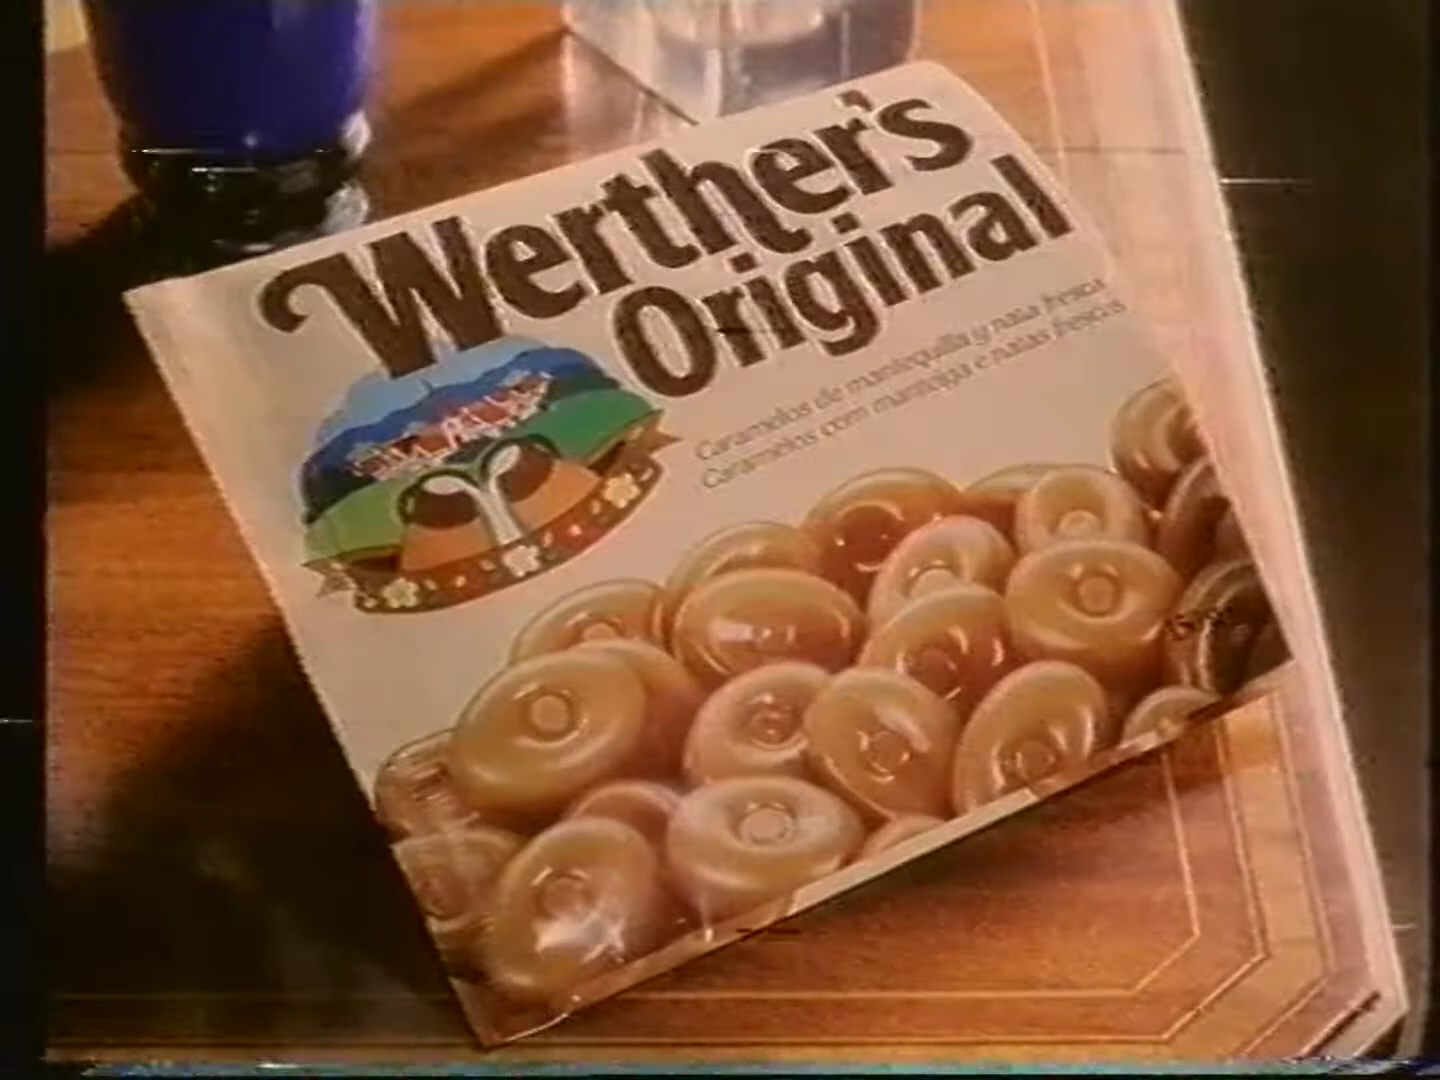 Werther's
Original
Caramelos de mantequilla y nata fresca
Caramelos com manteiga e natas frescas